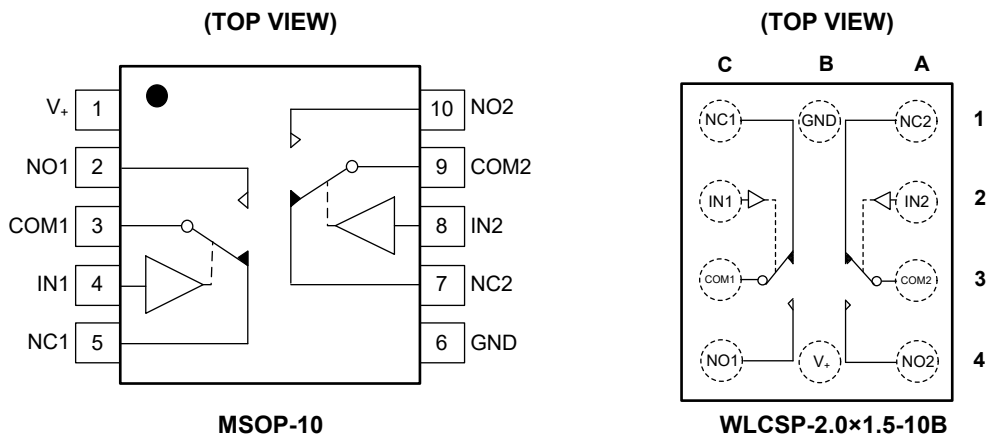 (TOP VIEW)
V+ 1
NO1 2
COM1 3
IN1 4
NC1 5
10 NO2
9 COM2
8 IN2
7 NC2
6 GND
MSOP-10
(TOP VIEW)
C B A
NC1 GND NC2 1
IN1 IN2 2
COM1 COM2 3
NO1 V+ NO2 4
WLCSP-2.0×1.5-10B